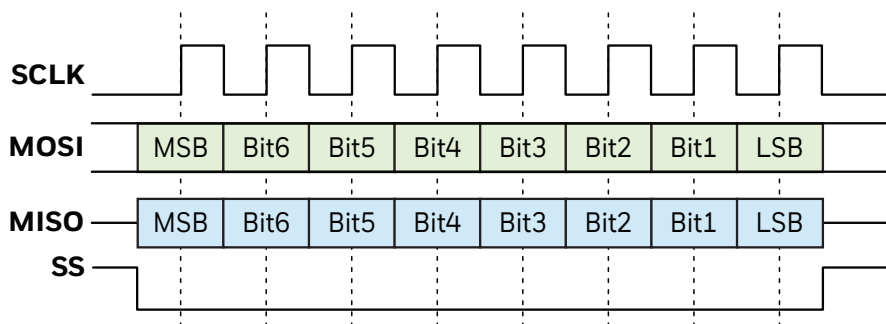 SCLK
MOSI MSB Bit6 Bit5 Bit4 Bit3 Bit2 Bit1 LSB
MISO MSB Bit6 Bit5 Bit4 Bit3 Bit2 Bit1 LSB
SS